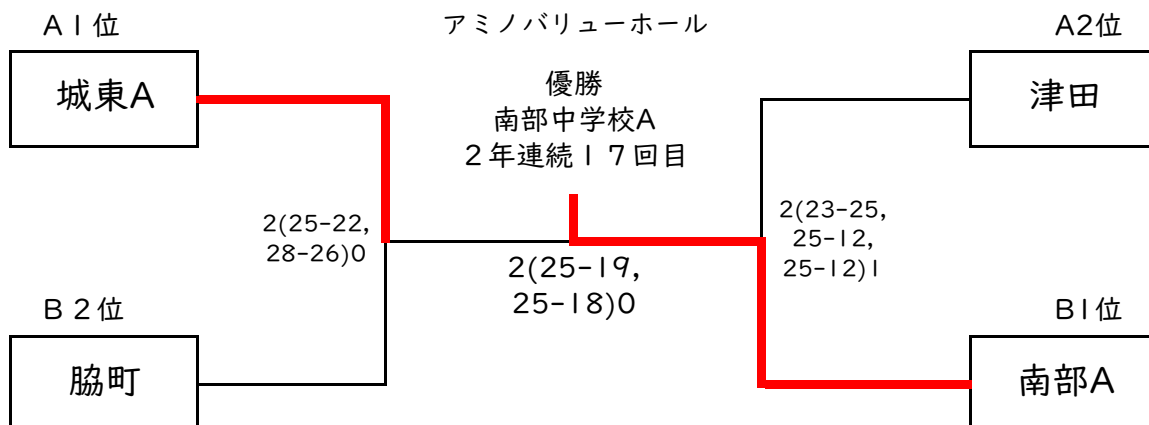 A1位
アミノバリューホール
A2位
城東A
優勝
南部中学校A
２年連続１７回目
津田
2(25-22,
28-26)0
2(23-25,
25-12,
25-12)1
2(25-19,
25-18)0
B２位
B1位
脇町
南部A